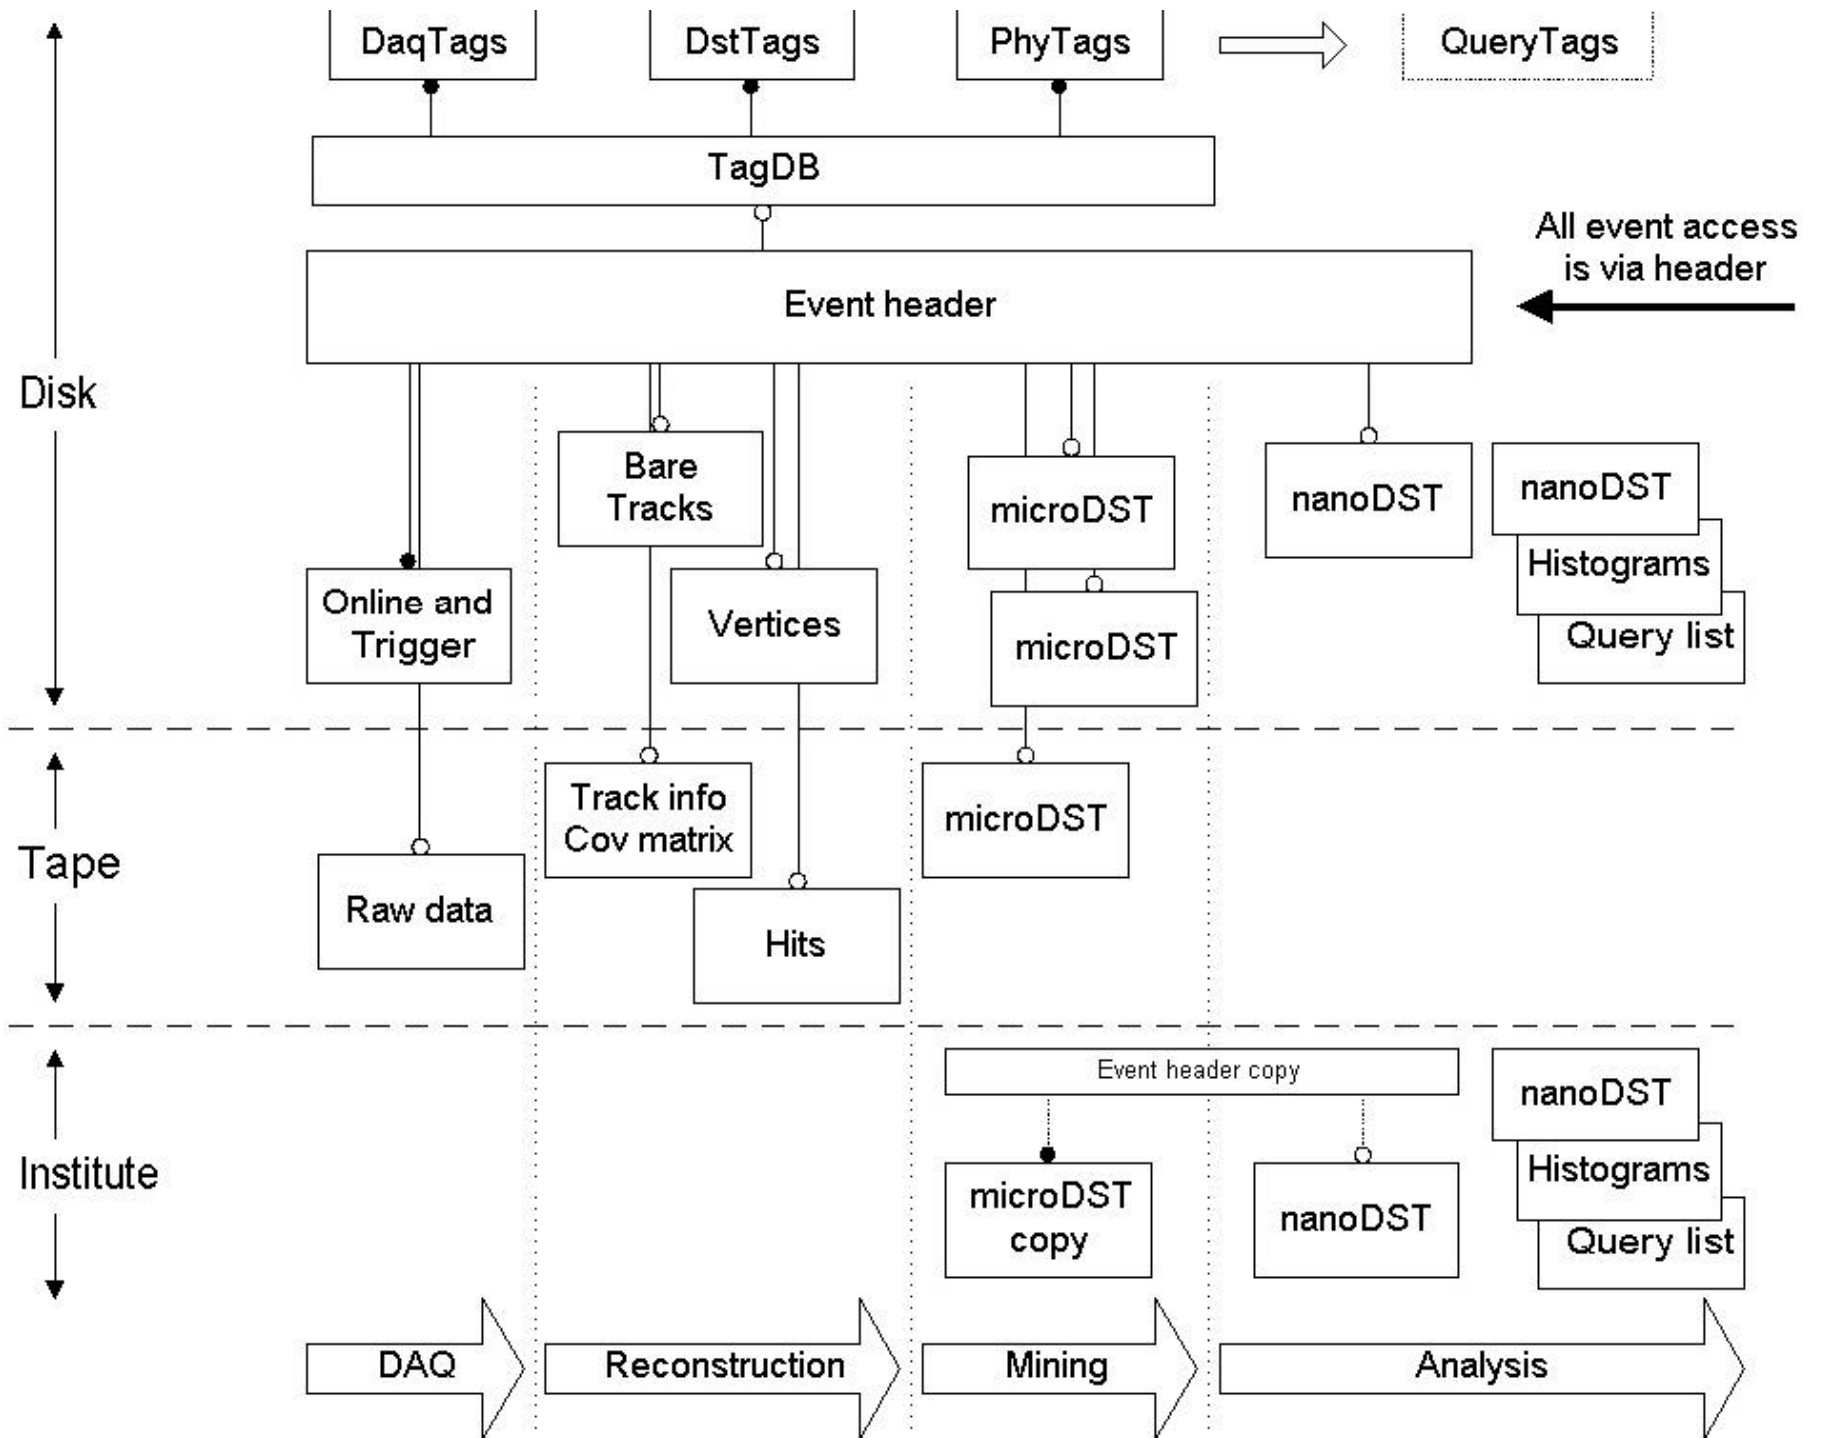 DaqTags
DstTags
PhyTags
QueryTags
TagDB
All event access
is via header
Event header
Disk
Bare
Tracks
microDST
nanoDST
nanoDST
Histograms
Query list
Online and
Trigger
Vertices
microDST
Tape
Track info
Cov matrix
microDST
Raw data
Hits
Institute
Event header copy
nanoDST
Histograms
Query list
microDST
copy
nanoDST
DAQ
Reconstruction
Mining
Analysis